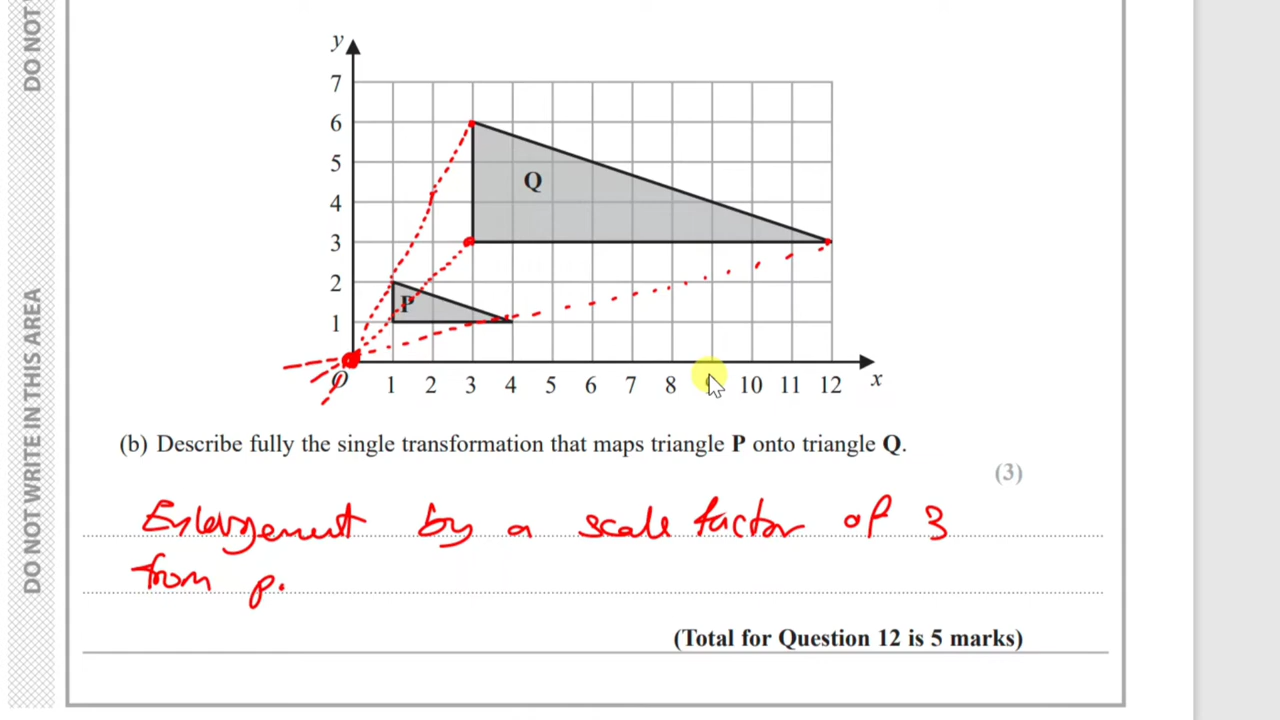 DO NOT
y
7
6
5
4
3
2
1
Q
P
O
1 2 3 4 5 6 7 8 10 11 12 x
(b) Describe fully the single transformation that maps triangle P onto triangle Q.
(3)
Enlargement by a scale factor of 3
from p.
DO NOT WRITE IN THIS AREA
(Total for Question 12 is 5 marks)